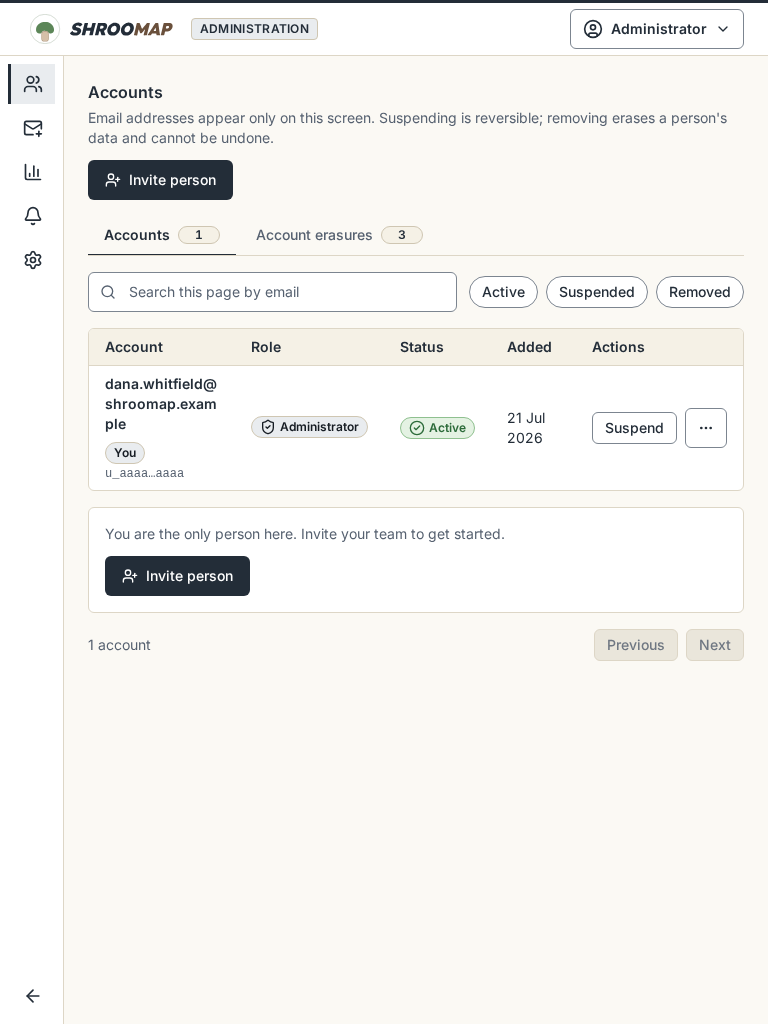 SHROOMAP
ADMINISTRATION
Administrator
Accounts
Email addresses appear only on this screen. Suspending is reversible; removing erases a person's
data and cannot be undone.
Invite person
Accounts 1
Account erasures 3
Search this page by email
Active
Suspended
Removed
Account Role Status Added Actions
dana.whitfield@
shroomap.exam
ple
You
u_aaaa…aaaa
Administrator
Active
21 Jul
2026
Suspend
You are the only person here. Invite your team to get started.
Invite person
1 account
Previous
Next